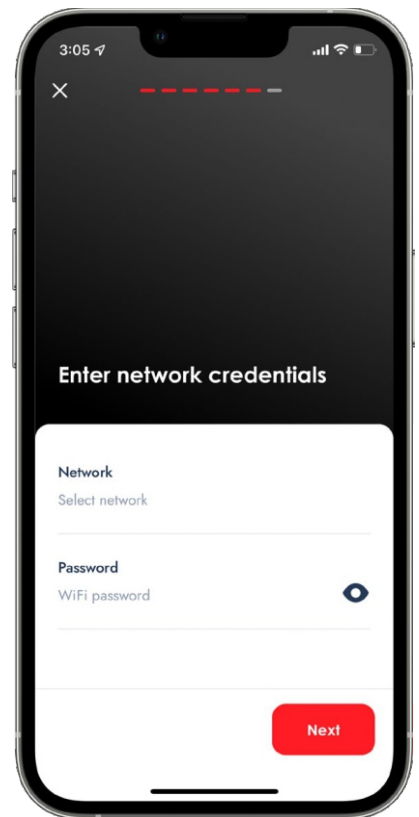 3:05
Enter network credentials
Network
Select network
Password
WiFi password
Next